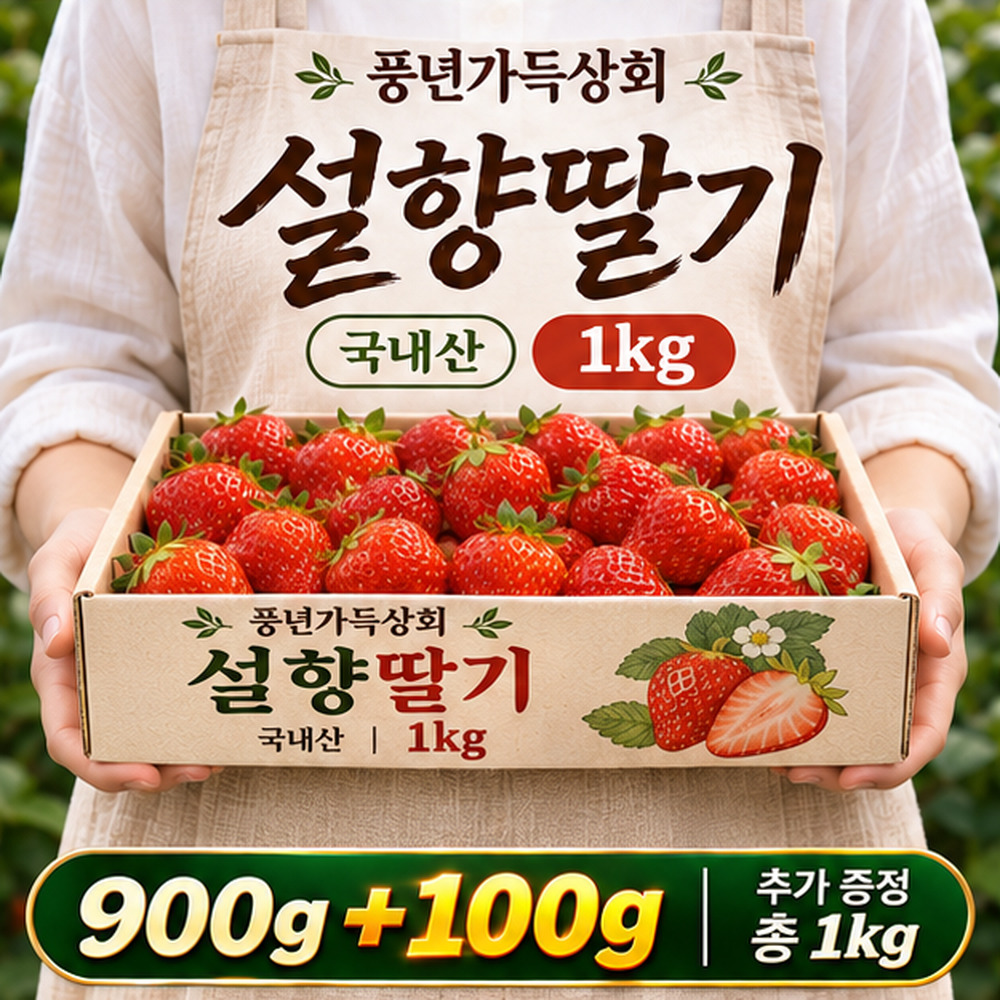 풍년가득상회
설향딸기
국내산 1kg
풍년가득상회
설향딸기
국내산 | 1kg
900g+100g | 추가 증정
총 1kg